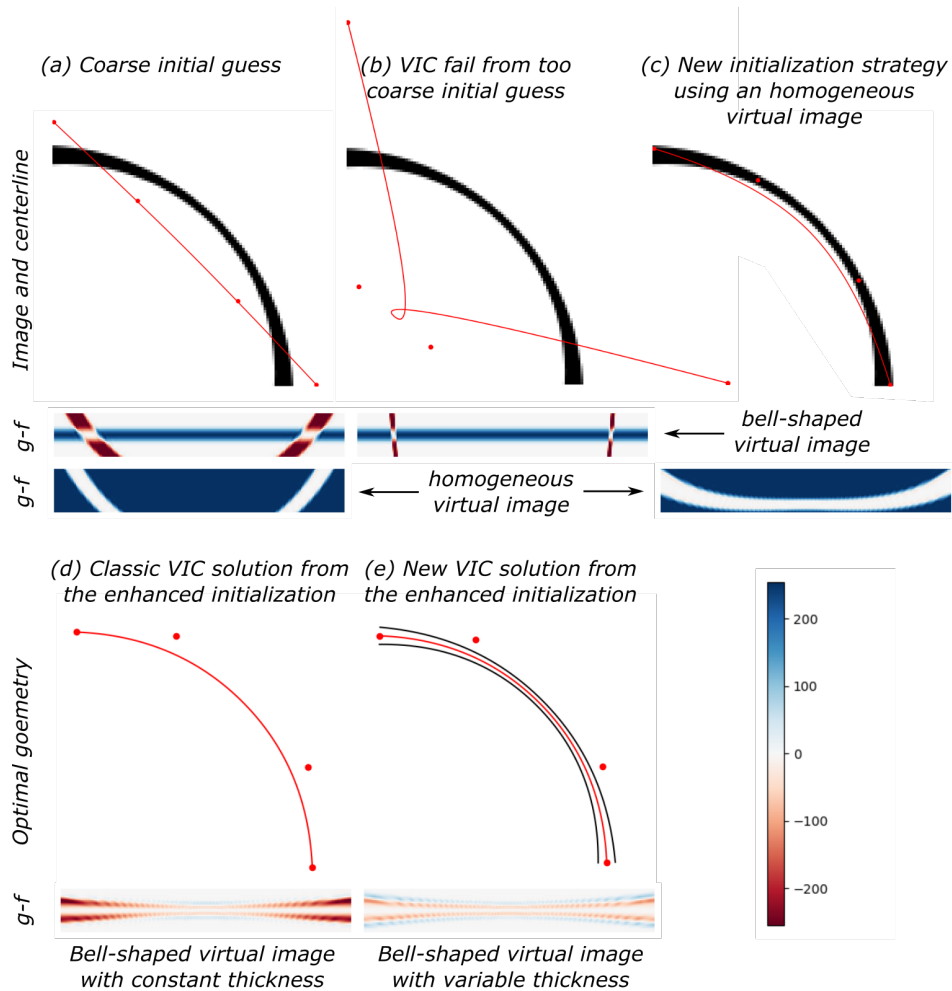 (a) Coarse initial guess
(b) VIC fail from too
coarse initial guess
(c) New initialization strategy
using an homogeneous
virtual image
Image and centerline
g-f
bell-shaped
virtual image
g-f
homogeneous
virtual image
(d) Classic VIC solution from
the enhanced initialization
(e) New VIC solution from
the enhanced initialization
Optimal goemetry
200
100
0
−100
−200
g-f
Bell-shaped virtual image
with constant thickness
Bell-shaped virtual image
with variable thickness